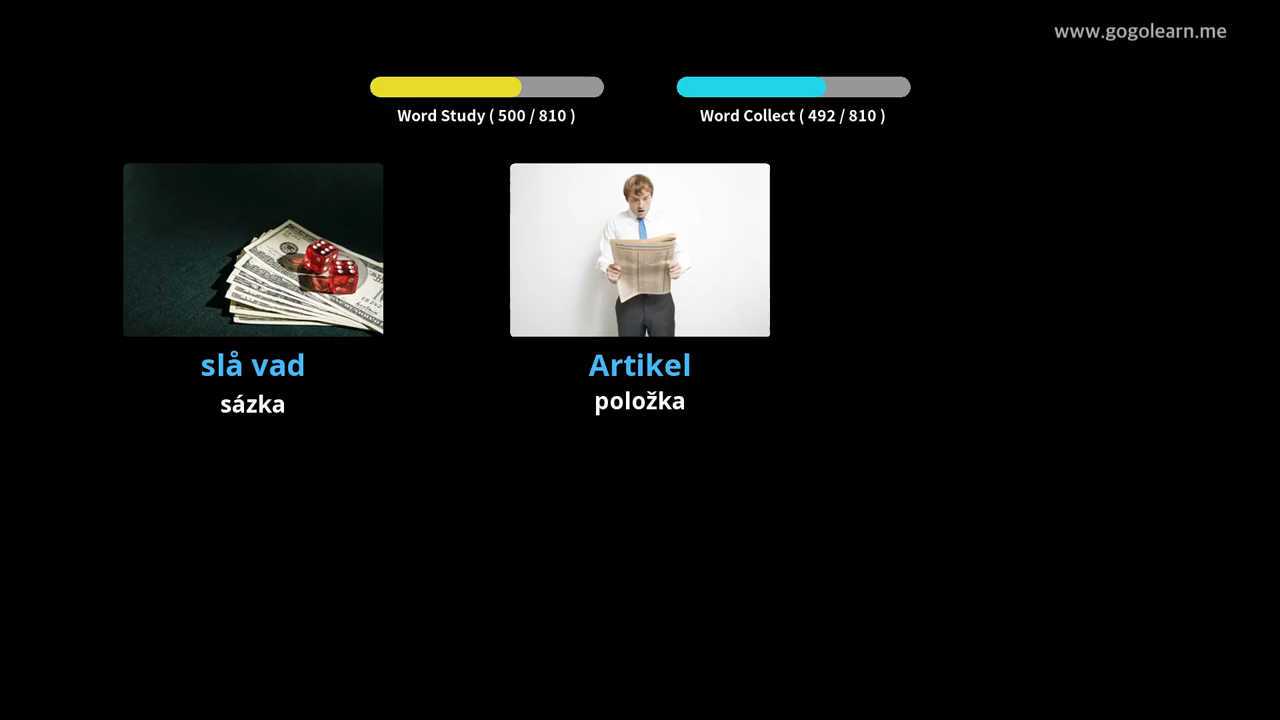 www.gogolearn.me
Word Study ( 500 / 810 )
Word Collect ( 492 / 810 )
slå vad
sázka
Artikel
položka